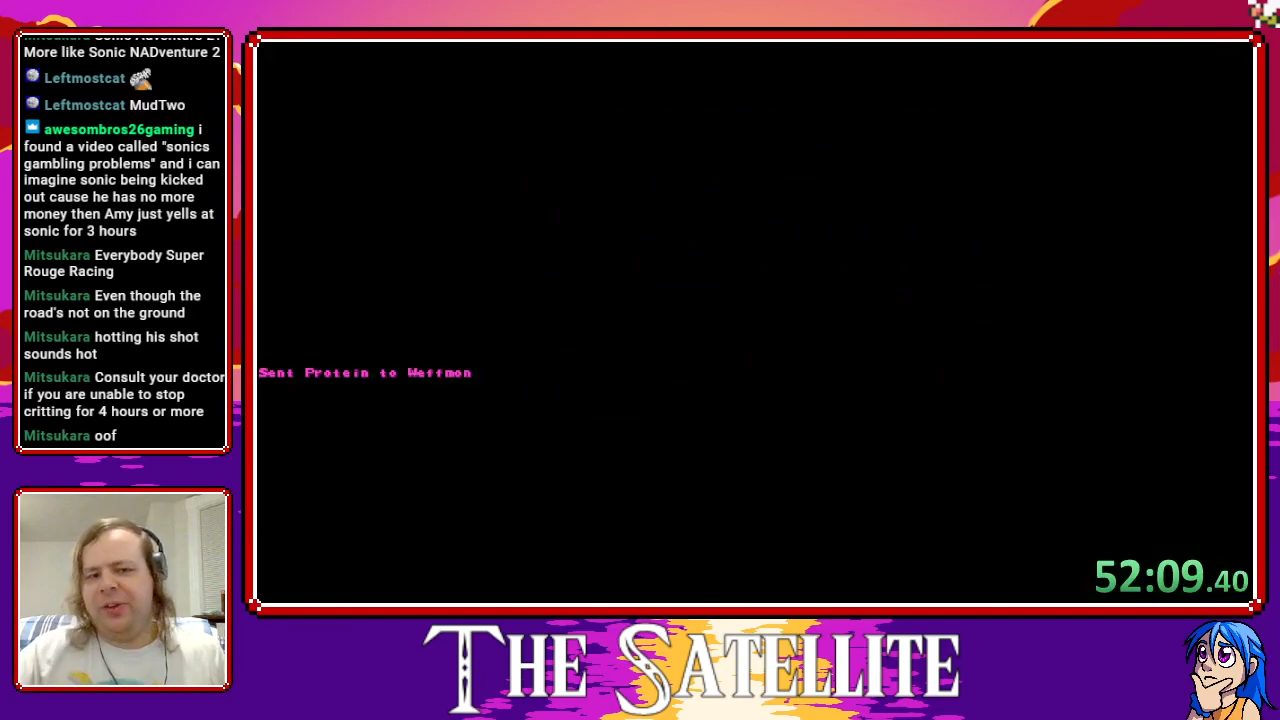 More like Sonic NADventure 2
Leftmostcat
Leftmostcat MudTwo
awesombros26gaming i
found a video called "sonics
gambling problems" and i can
imagine sonic being kicked
out cause he has no more
money then Amy just yells at
sonic for 3 hours
Mitsukara Everybody Super
Rouge Racing
Mitsukara Even though the
road's not on the ground
Mitsukara hotting his shot
sounds hot
Mitsukara Consult your doctor
if you are unable to stop
critting for 4 hours or more
Mitsukara oof
Sent Protein to Weffmon
52:09.40
THE SATELLITE